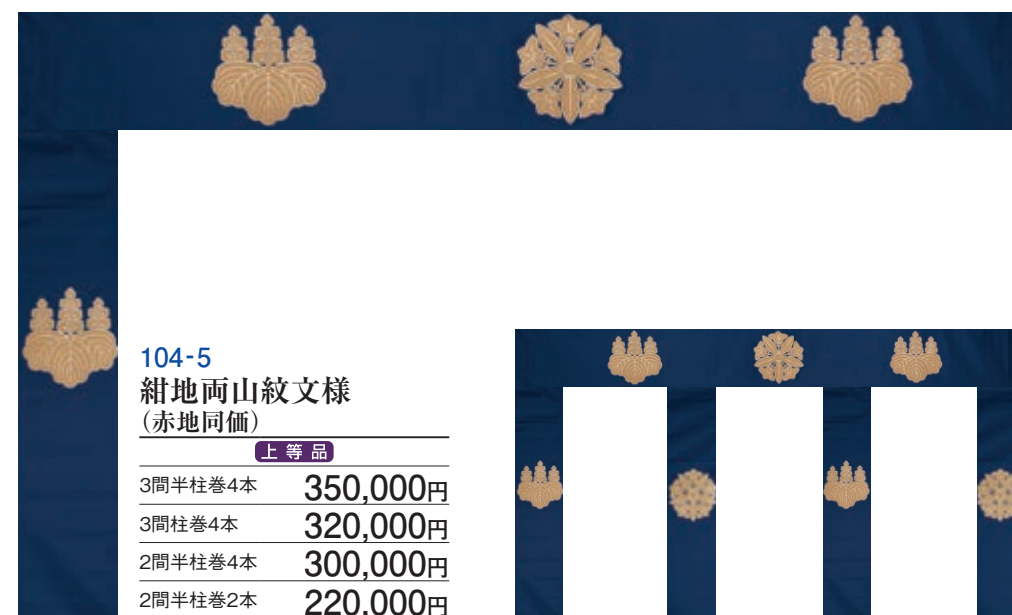 104-5
紺地両山紋文様
（赤地同価）
上等品
3間半柱巻4本 350,000円
3間柱巻4本 320,000円
2間半柱巻4本 300,000円
2間半柱巻2本 220,000円